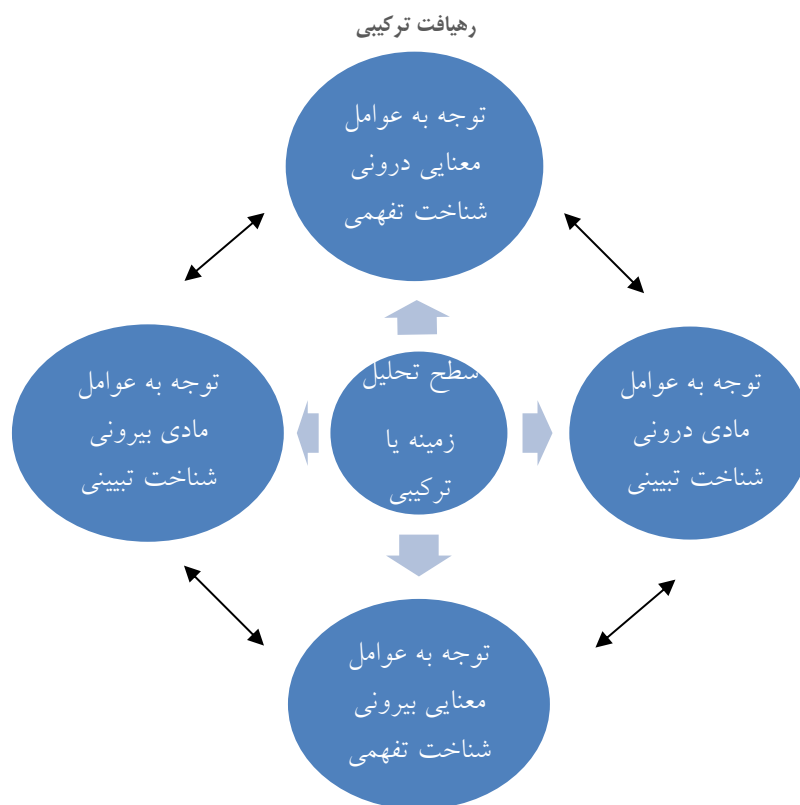 رهیافت ترکیبی
توجه به عوامل
معنایی درونی
شناخت تفهمی
توجه به عوامل
مادی درونی
شناخت تبیینی
سطح تحلیل
زمینه یا
ترکیبی
توجه به عوامل
مادی بیرونی
شناخت تبیینی
توجه به عوامل
معنایی بیرونی
شناخت تفهمی